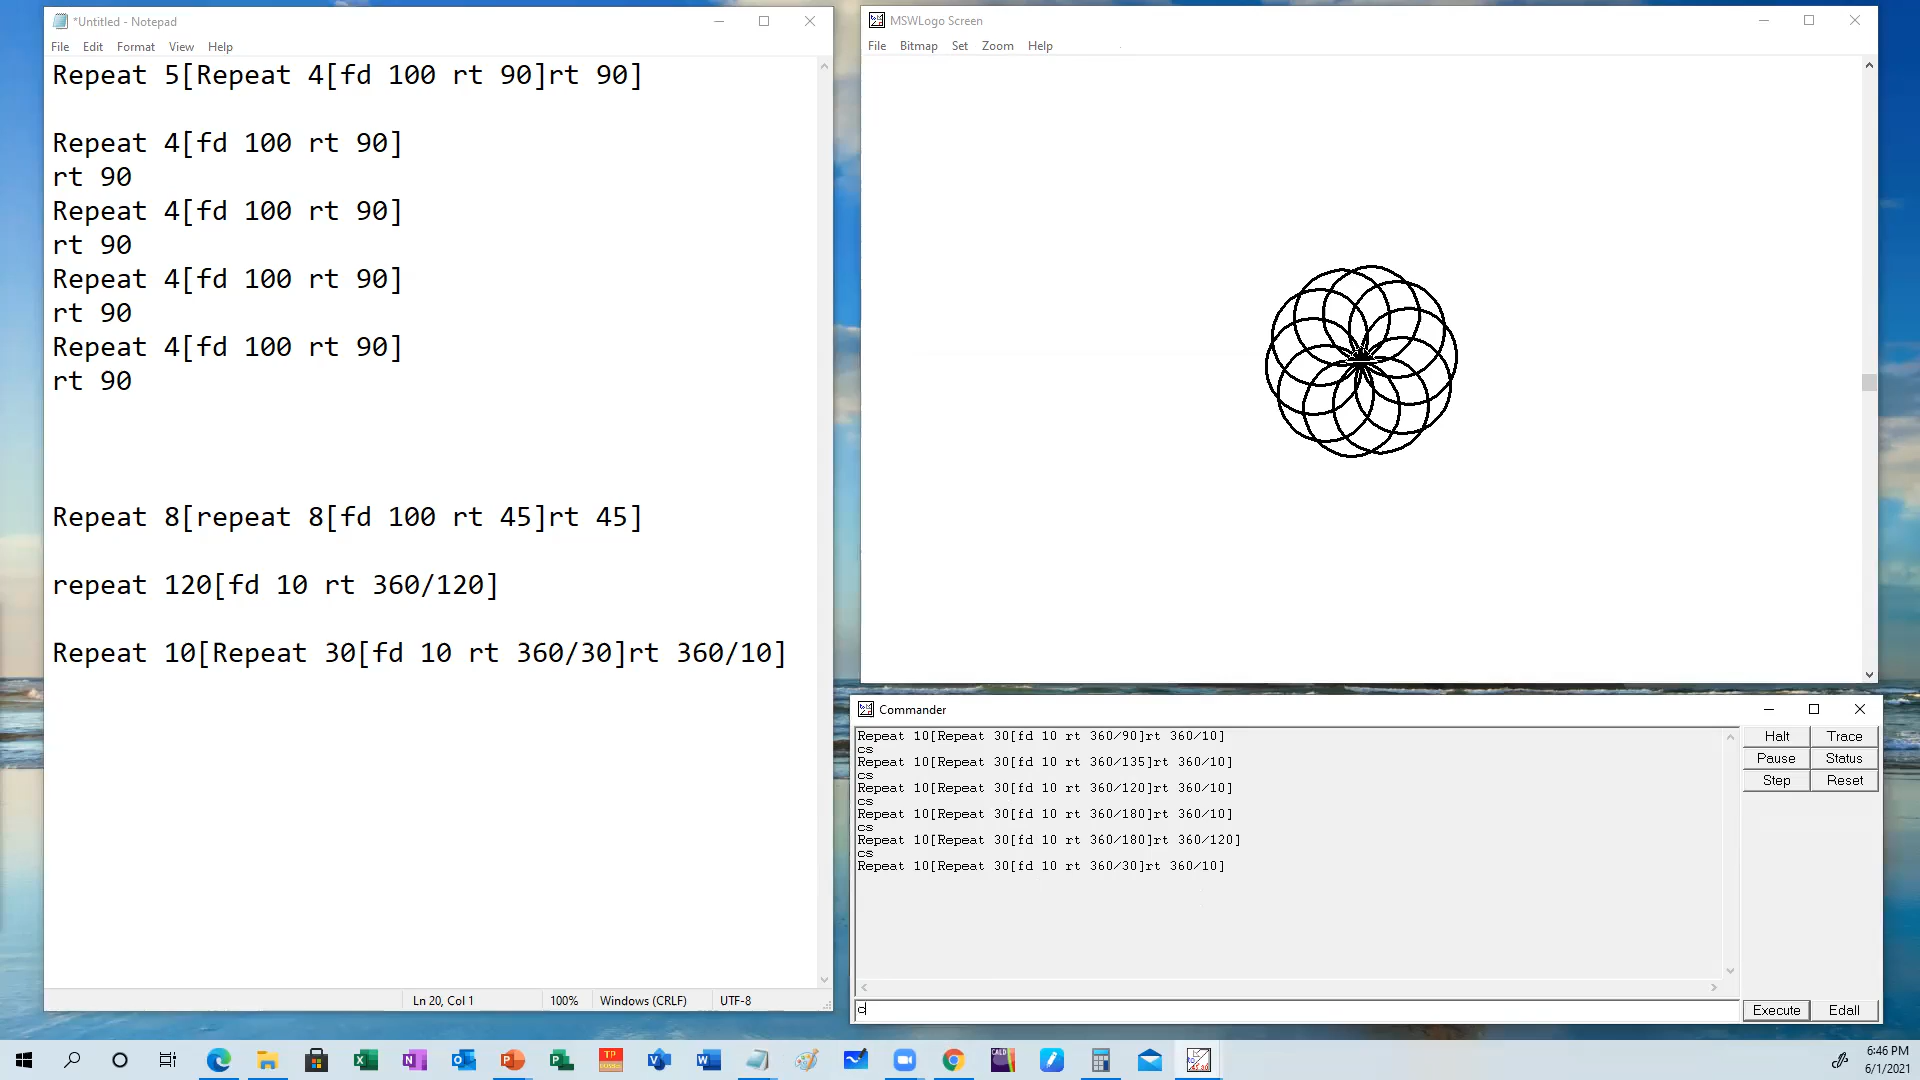 *Untitled - Notepad
File Edit Format View Help
Repeat 5[Repeat 4[fd 100 rt 90]rt 90]
Repeat 4[fd 100 rt 90]
rt 90
Repeat 4[fd 100 rt 90]
rt 90
Repeat 4[fd 100 rt 90]
rt 90
Repeat 4[fd 100 rt 90]
rt 90
Repeat 8[repeat 8[fd 100 rt 45]rt 45]
repeat 120[fd 10 rt 360/120]
Repeat 10[Repeat 30[fd 10 rt 360/30]rt 360/10]
Ln 20, Col 1 100% Windows (CRLF) UTF-8
MSWLogo Screen
File Bitmap Set Zoom Help
Commander
Repeat 10[Repeat 30[fd 10 rt 360/90]rt 360/10]
cs
Repeat 10[Repeat 30[fd 10 rt 360/135]rt 360/10]
cs
Repeat 10[Repeat 30[fd 10 rt 360/120]rt 360/10]
cs
Repeat 10[Repeat 30[fd 10 rt 360/180]rt 360/10]
cs
Repeat 10[Repeat 30[fd 10 rt 360/180]rt 360/120]
cs
Repeat 10[Repeat 30[fd 10 rt 360/30]rt 360/10]
c
Halt Trace
Pause Status
Step Reset
Execute Edall
6:46 PM
6/1/2021